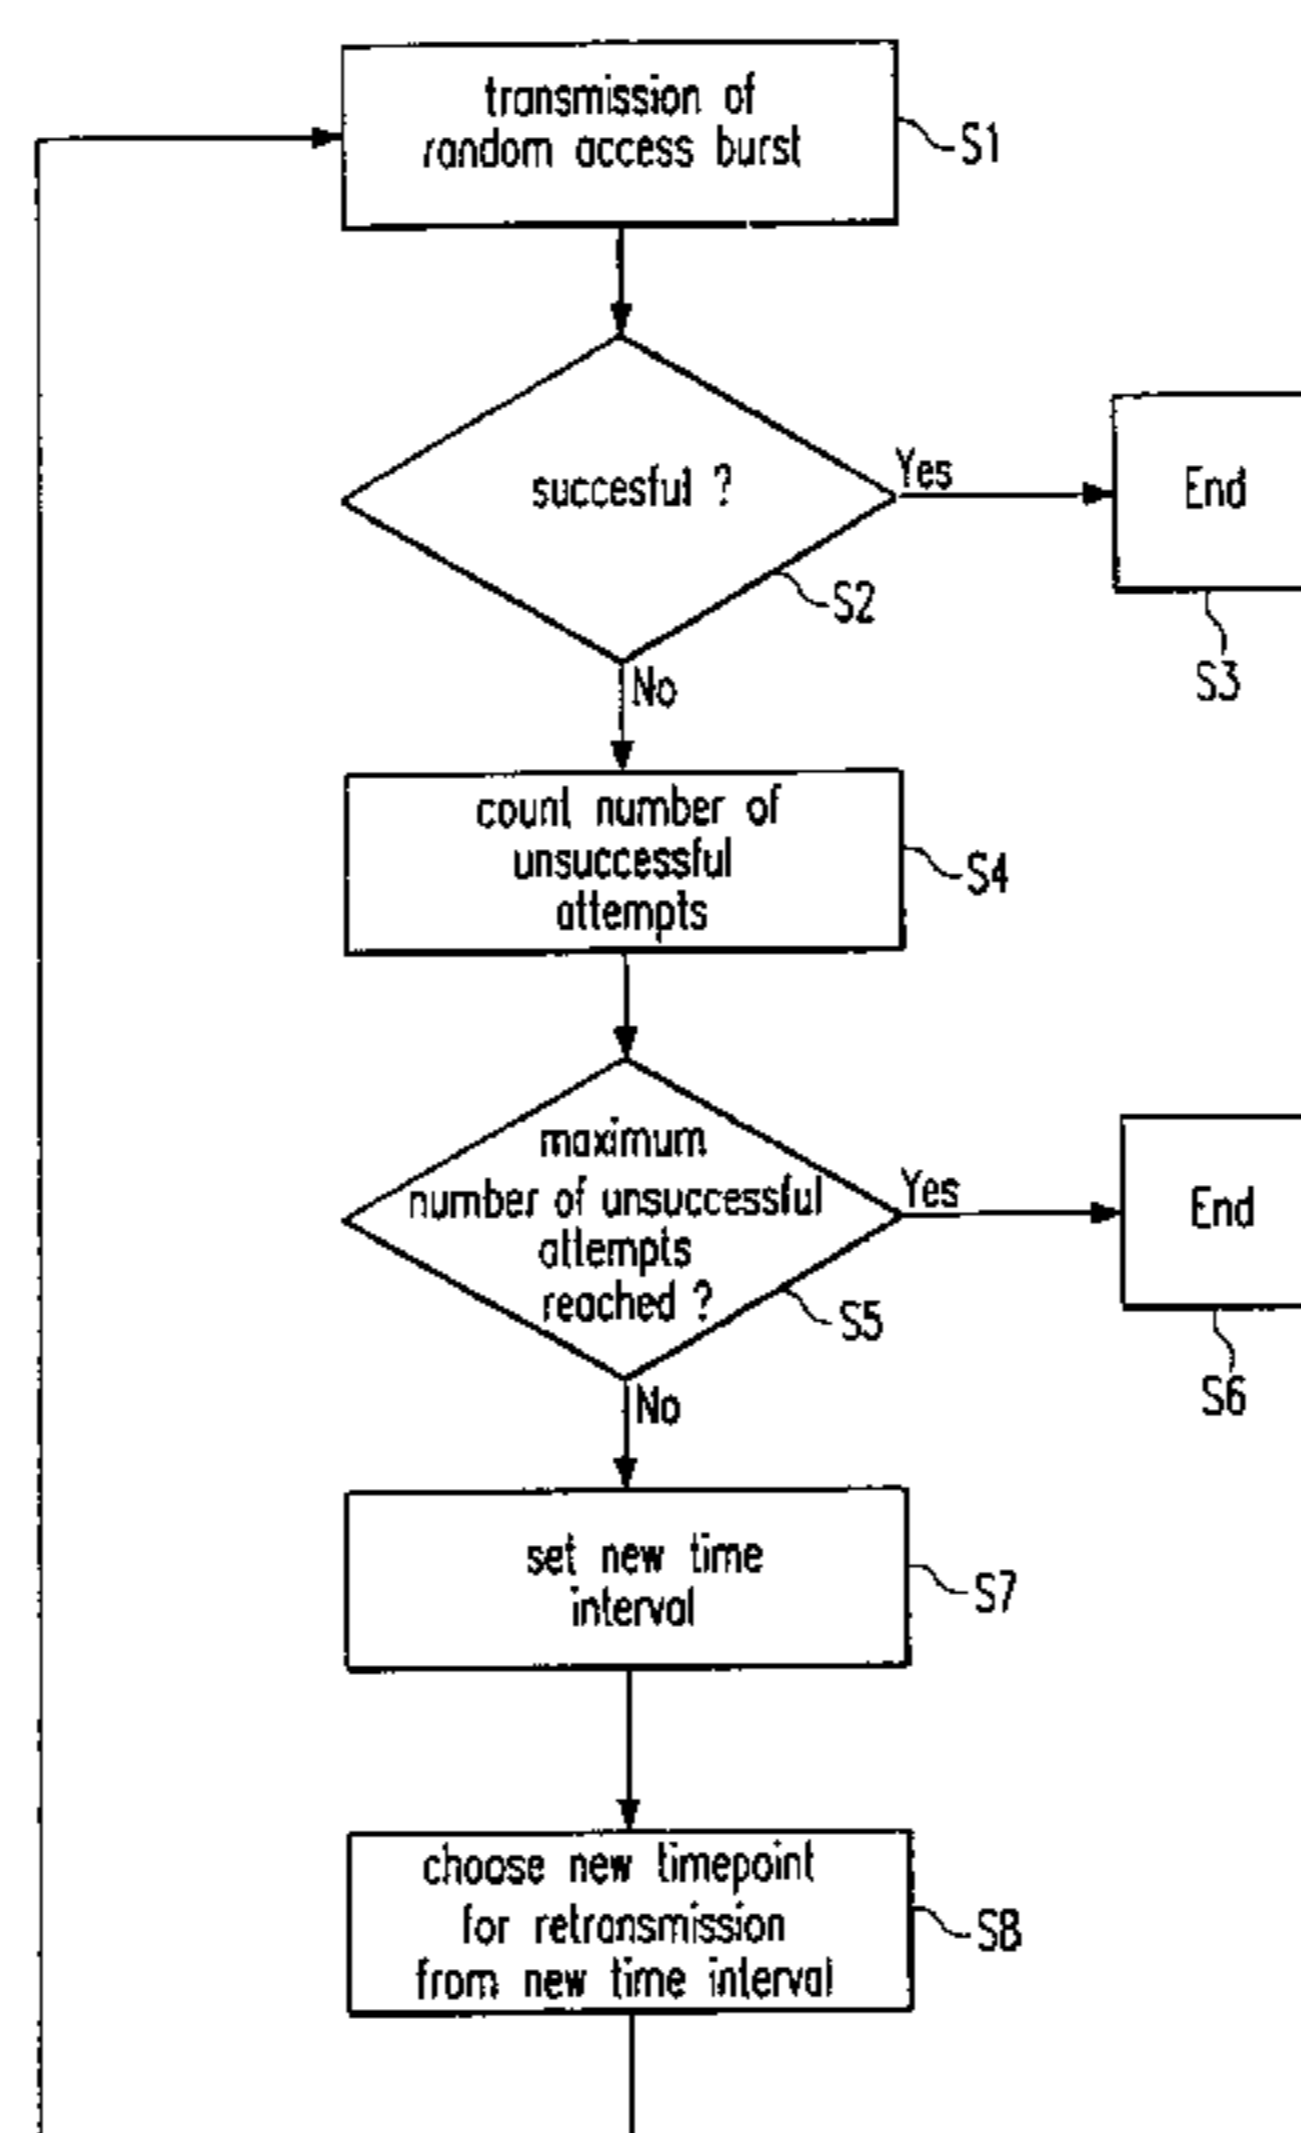 transmission of
random access burst
S1
succesful ?
Yes
End
S2
S3
No
count number of
unsuccessful
attempts
S4
maximum
number of unsuccessful
attempts
reached ?
Yes
End
S5
S6
No
set new time
interval
S7
choose new timepoint
for retransmission
from new time interval
S8